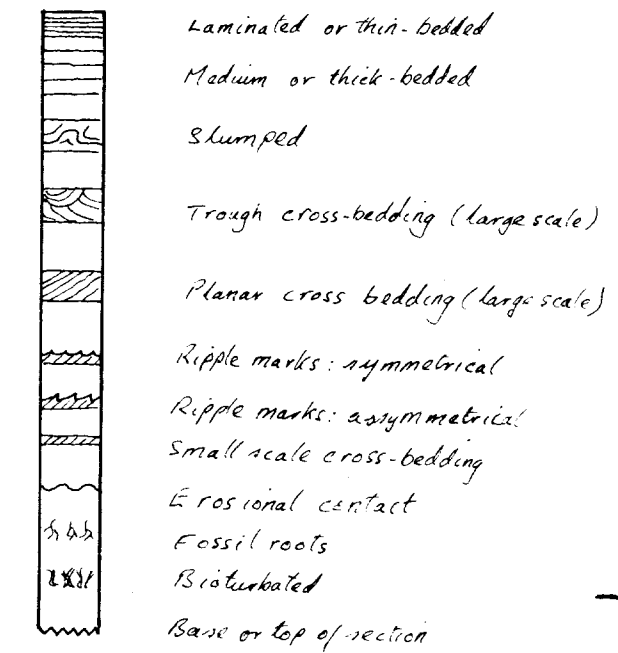 Laminated or thin-bedded
Medium or thick-bedded
Slumped
Trough cross-bedding (large scale)
Planar cross bedding (large scale)
Ripple marks: symmetrical
Ripple marks: assymmetrical
Small scale cross-bedding
Erosional contact
Fossil roots
Bioturbated
Base or top of section